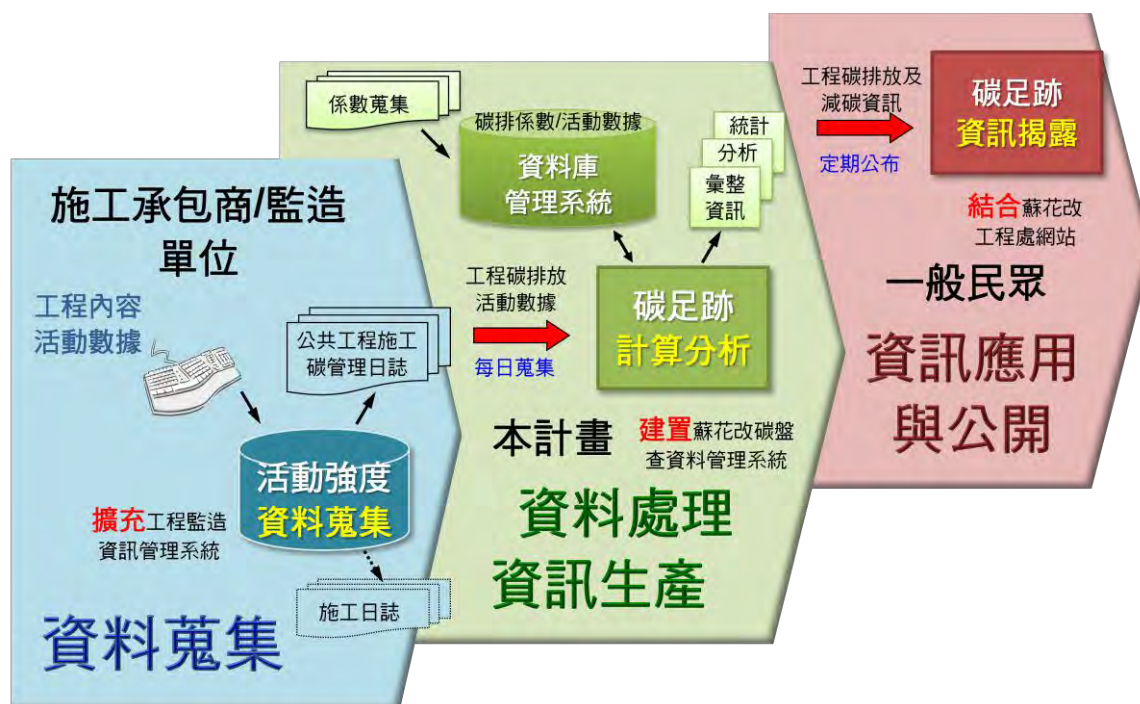 施工承包商/監造
單位
工程內容
活動數據
公共工程施工
碳管理日誌
活動強度
資料蒐集
擴充工程監造
資訊管理系統
施工日誌
資料蒐集
係數蒐集
碳排係數/活動數據
資料庫
管理系統
統計
分析
彙整
資訊
工程碳排放
活動數據
每日蒐集
碳足跡
計算分析
本計畫
建置蘇花改碳盤
查資料管理系統
資料處理
資訊生產
工程碳排放及
減碳資訊
定期公布
碳足跡
資訊揭露
結合蘇花改
工程處網站
一般民眾
資訊應用
與公開